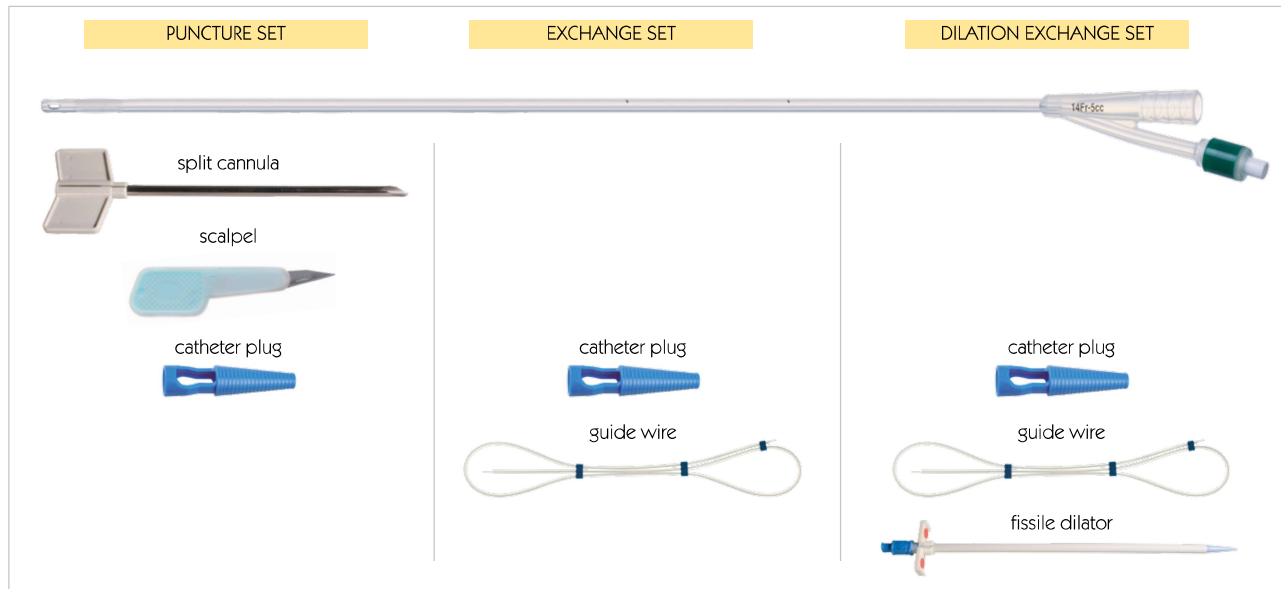 PUNCTURE SET
EXCHANGE SET
DILATION EXCHANGE SET
14Fr-5cc
split cannula
scalpel
catheter plug
catheter plug
catheter plug
guide wire
guide wire
fissile dilator